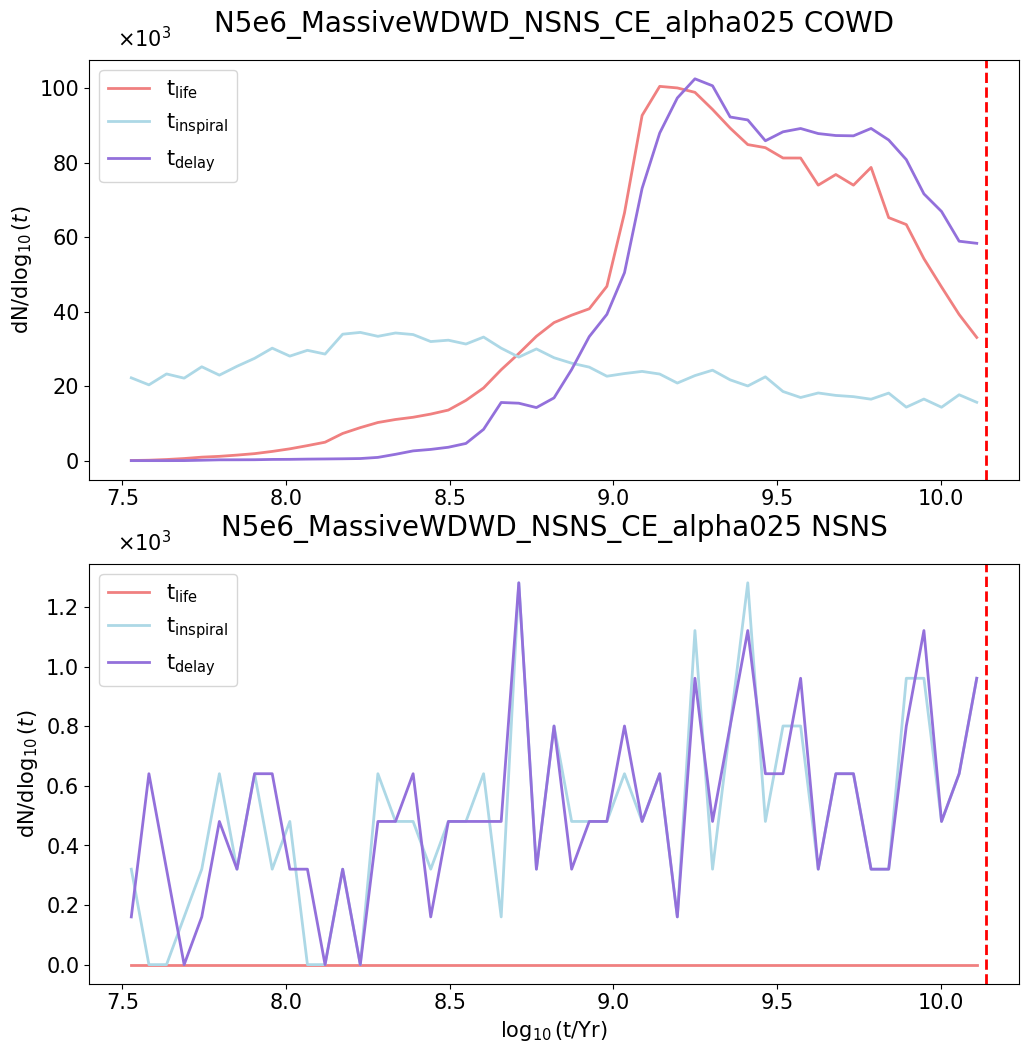 N5e6_MassiveWDWD_NSNS_CE_alpha025 COWD
×10³
t_life
t_inspiral
t_delay
dN/dlog₁₀(t)
100
80
60
40
20
0
7.5 8.0 8.5 9.0 9.5 10.0
N5e6_MassiveWDWD_NSNS_CE_alpha025 NSNS
×10³
t_life
t_inspiral
t_delay
dN/dlog₁₀(t)
1.2
1.0
0.8
0.6
0.4
0.2
0.0
7.5 8.0 8.5 9.0 9.5 10.0
log₁₀(t/Yr)